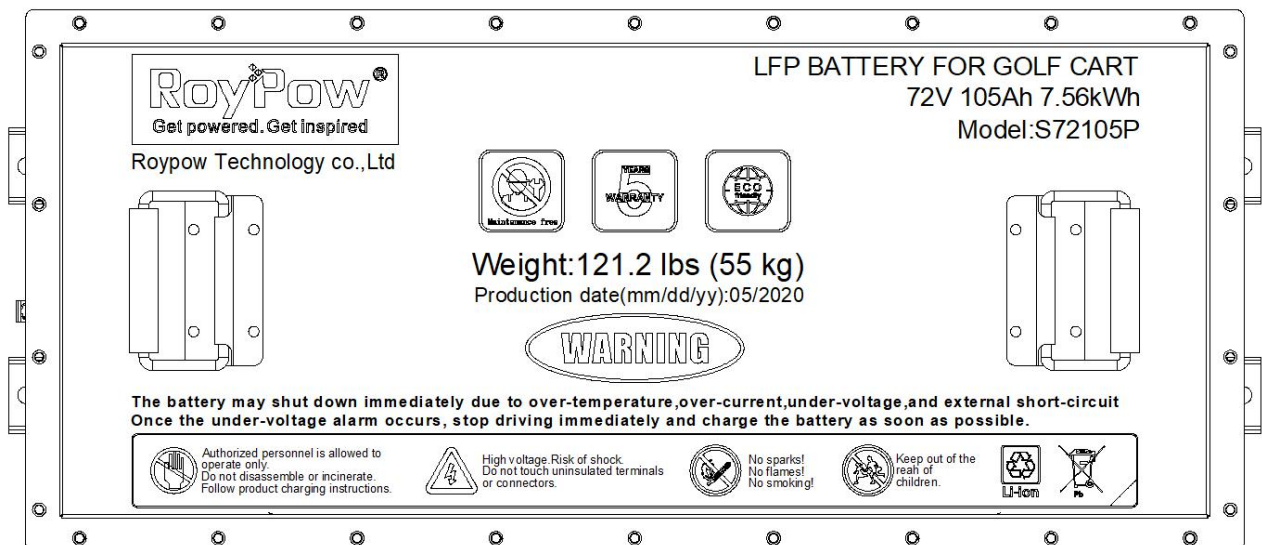 RoyPow®
Get powered.Get inspired
Roypow Technology co.,Ltd
LFP BATTERY FOR GOLF CART
72V 105Ah 7.56kWh
Model:S72105P
Maintenance free
5
YEARS
WARRANTY
ECO
friendly
Weight:121.2 lbs (55 kg)
Production date(mm/dd/yy):05/2020
WARNING
The battery may shut down immediately due to over-temperature,over-current,under-voltage,and external short-circuit
Once the under-voltage alarm occurs, stop driving immediately and charge the battery as soon as possible.
Authorized personnel is allowed to
operate only.
Do not disassemble or incinerate.
Follow product charging instructions.
High voltage.Risk of shock.
Do not touch uninsulated terminals
or connectors.
No sparks!
No flames!
No smoking!
Keep out of the
reah of
children.
Li-Ion
Pb